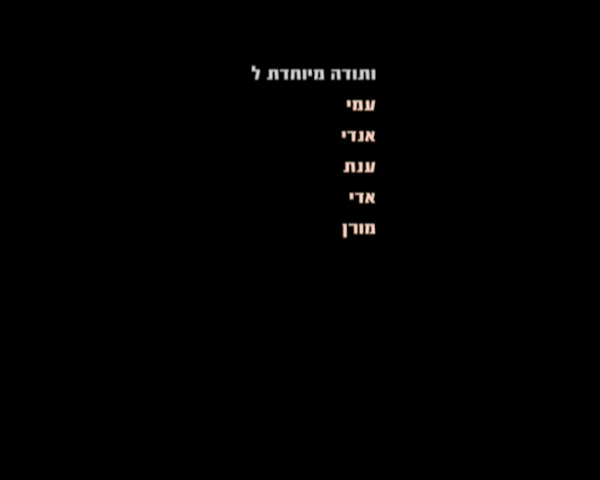 ותודה מיוחדת ל
עמי
אנדי
ענת
אדי
מורן